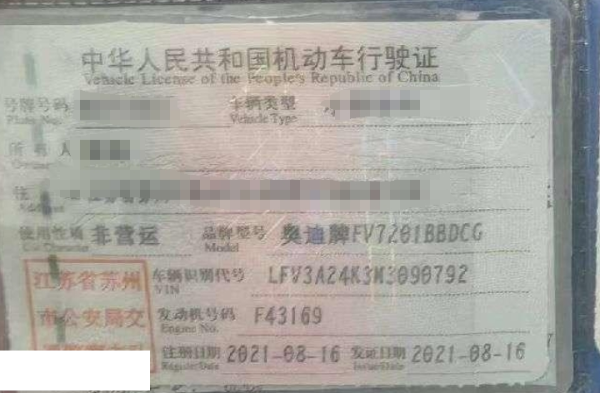 中华人民共和国机动车行驶证
Vehicle License of the People's Republic of China
号牌号码
Plate No.
车辆类型
Vehicle Type
所 人
Owner
Address
使用性质 非营运
Use Character
品牌型号 奥迪牌FV7201BBDCG
Model
车辆识别代号 LFV3A24K3M3090792
VIN
发动机号码 F43169
Engine No.
注册日期 2021-08-16
Register Date
发证日期 2021-08-16
Issue Date
江苏省苏州
市公安局交